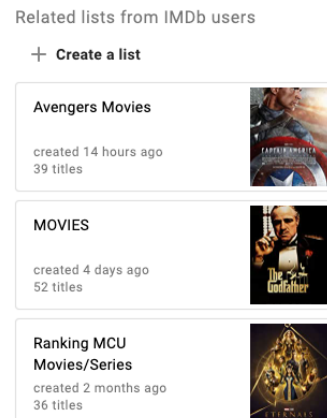 Related lists from IMDb users
+ Create a list
Avengers Movies
created 14 hours ago
39 titles
CAPTAIN AMERICA
MOVIES
created 4 days ago
52 titles
The
Godfather
Ranking MCU
Movies/Series
created 2 months ago
36 titles
ETERNALS